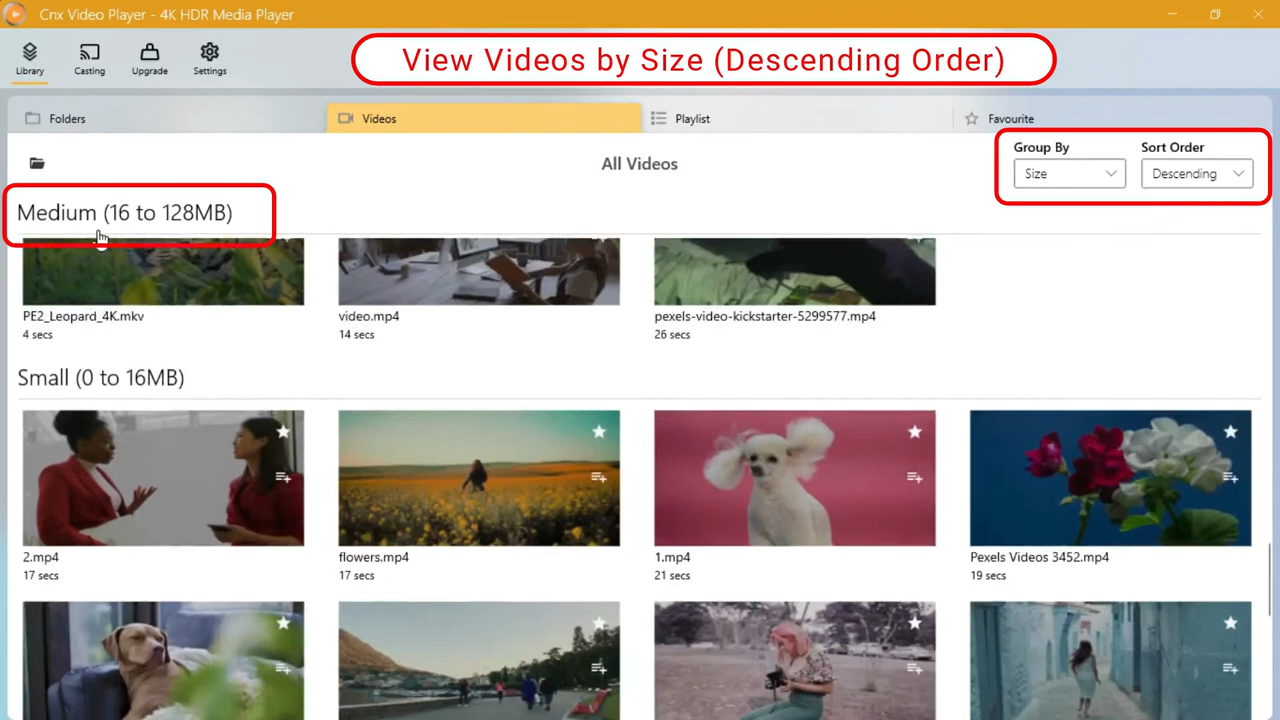 Cnx Video Player - 4K HDR Media Player
Library
Casting
Upgrade
Settings
View Videos by Size (Descending Order)
Folders
Videos
Playlist
Favourite
All Videos
Group By
Sort Order
Size
Descending
Medium (16 to 128MB)
PE2_Leopard_4K.mkv
4 secs
video.mp4
14 secs
pexels-video-kickstarter-5299577.mp4
26 secs
Small (0 to 16MB)
2.mp4
17 secs
flowers.mp4
17 secs
1.mp4
21 secs
Pexels Videos 3452.mp4
19 secs